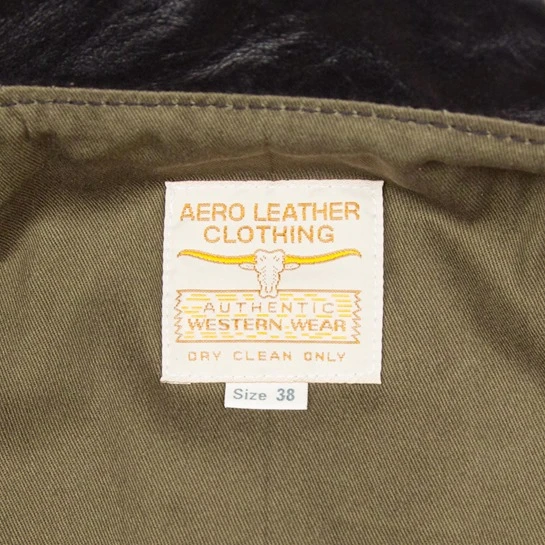 AERO LEATHER
CLOTHING
AUTHENTIC
WESTERN-WEAR
DRY CLEAN ONLY
Size 38